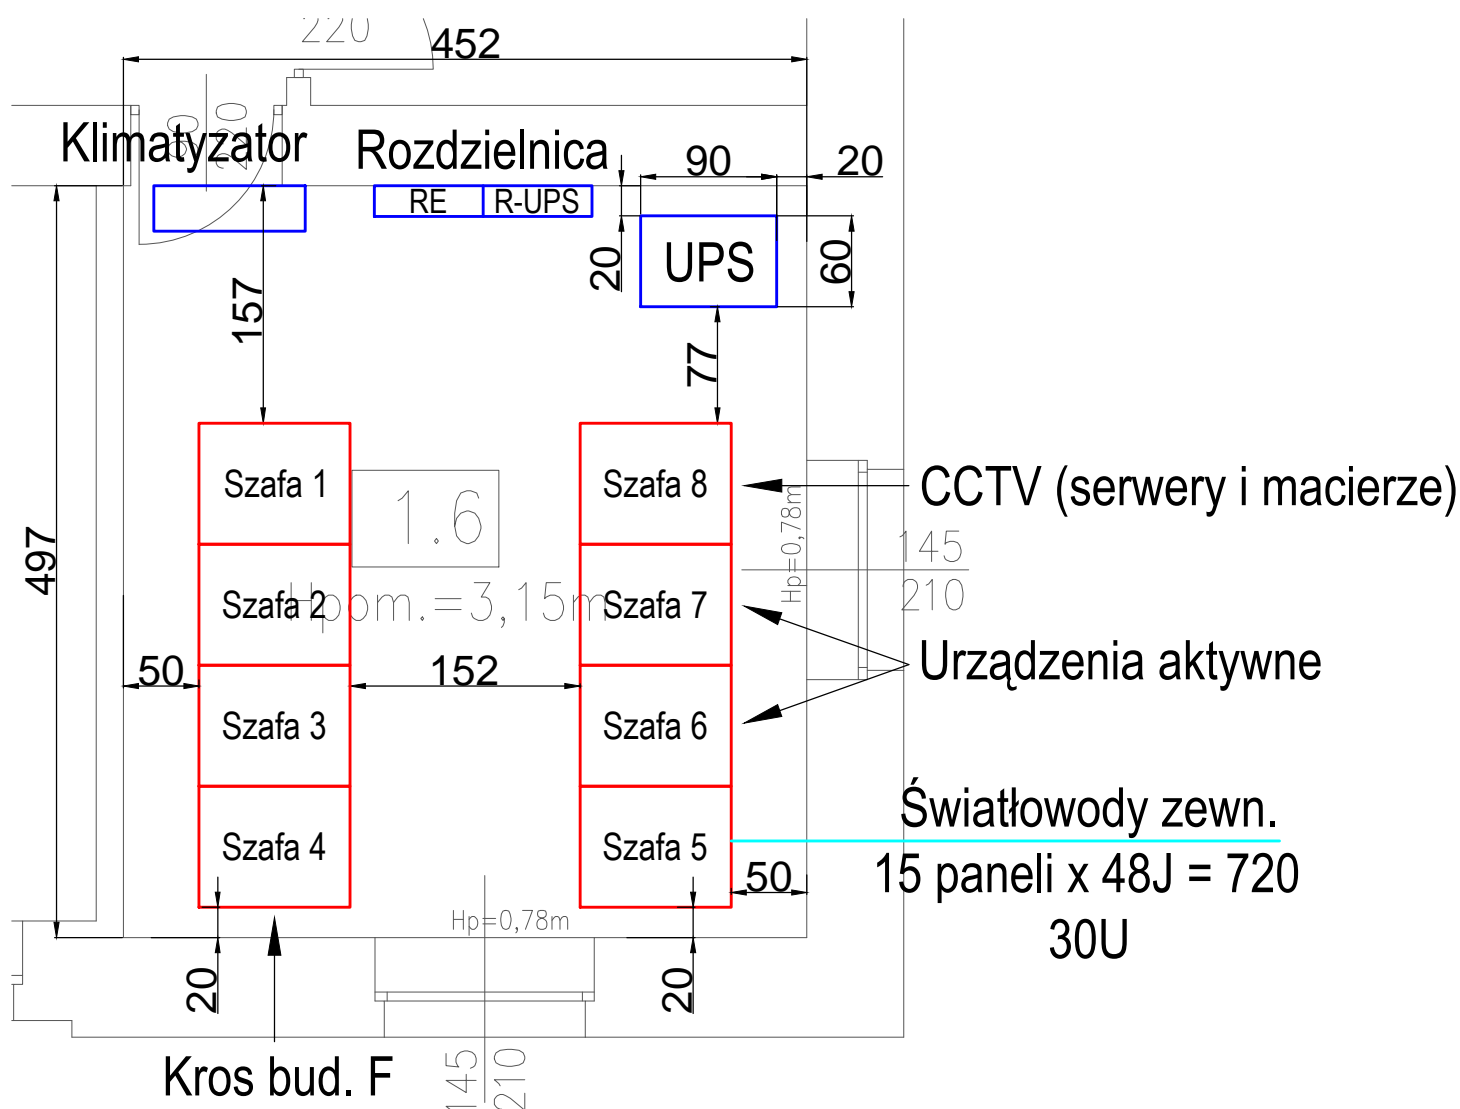 220
452
90
220
Klimatyzator
Rozdzielnica
90
20
RE
R-UPS
UPS
20
60
157
77
Szafa 1
1.6
Szafa 8
Hp=0,78m
CCTV (serwery i macierze)
145
210
497
Szafa 2
Hpom.=3,15m
Szafa 7
50
152
Urządzenia aktywne
Szafa 3
Szafa 6
Światłowody zewn.
Szafa 4
Szafa 5
50
15 paneli x 48J = 720
30U
Hp=0,78m
20
20
Kros bud. F
145
210